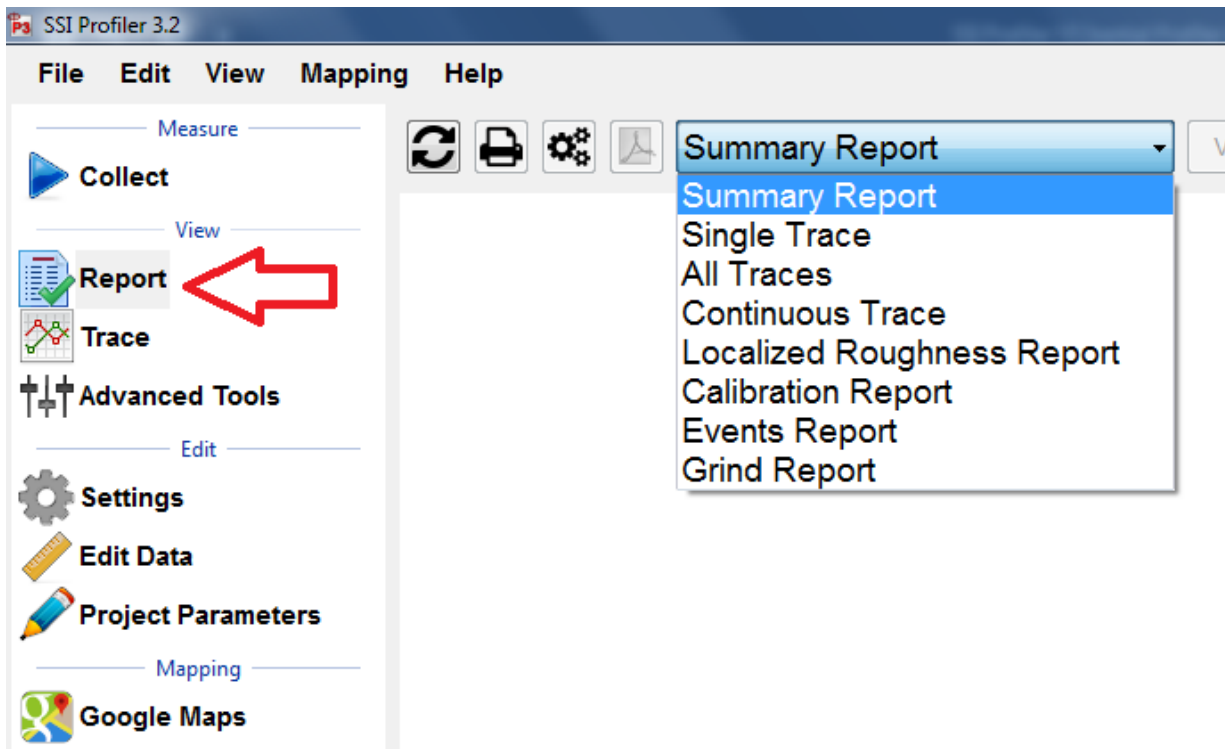 P3 SSI Profiler 3.2
File Edit View Mapping Help
Measure
Collect
View
Report
Trace
Advanced Tools
Edit
Settings
Edit Data
Project Parameters
Mapping
Google Maps
Summary Report
V
Summary Report
Single Trace
All Traces
Continuous Trace
Localized Roughness Report
Calibration Report
Events Report
Grind Report